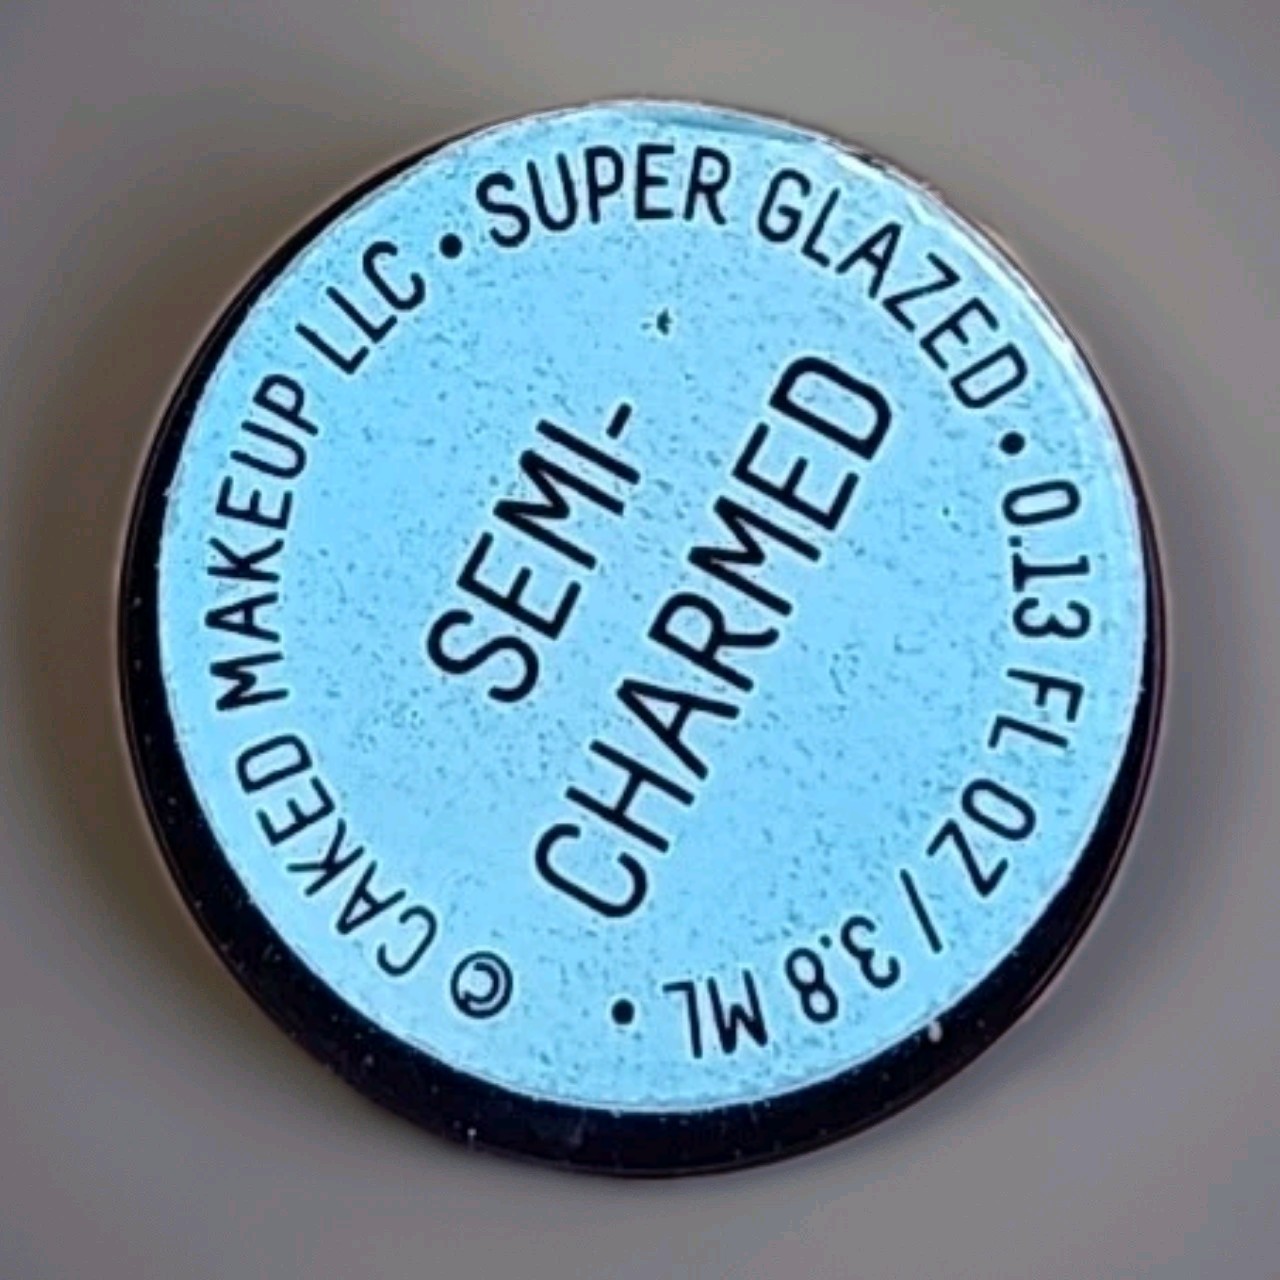 SEMI-
CHARMED
© CAKED MAKEUP LLC • SUPER GLAZED • 0.13 FL OZ / 3.8 ML •